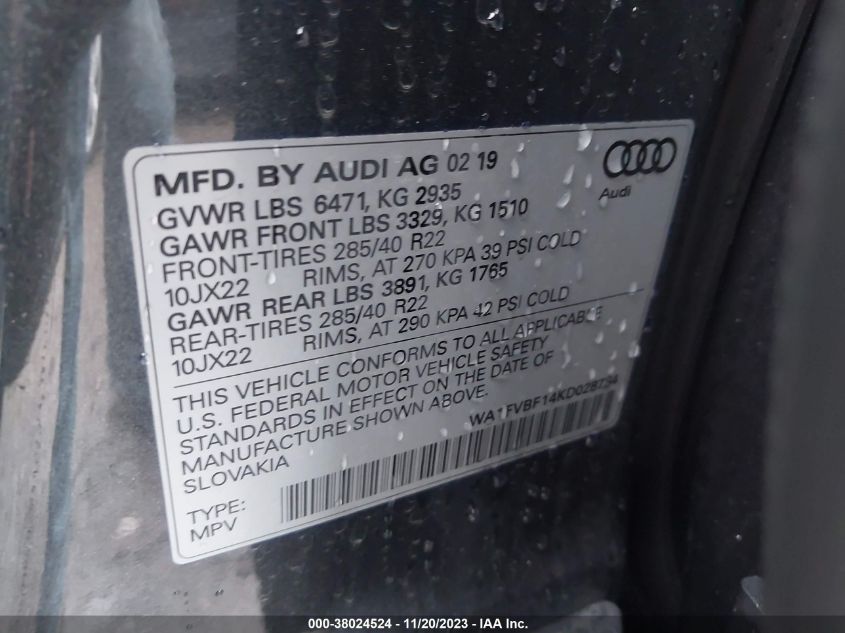 MFD. BY AUDI AG 02 19
Audi
GVWR LBS 6471, KG 2935
GAWR FRONT LBS 3329, KG 1510
FRONT-TIRES 285/40 R22
10JX22 RIMS, AT 270 KPA 39 PSI COLD
GAWR REAR LBS 3891, KG 1765
REAR-TIRES 285/40 R22
10JX22 RIMS, AT 290 KPA 42 PSI COLD
THIS VEHICLE CONFORMS TO ALL APPLICABLE
U.S. FEDERAL MOTOR VEHICLE SAFETY
STANDARDS IN EFFECT ON THE DATE OF
MANUFACTURE SHOWN ABOVE.
SLOVAKIA
WA1FVBF14KD028734
TYPE:
MPV
000-38024524 - 11/20/2023 - IAA Inc.